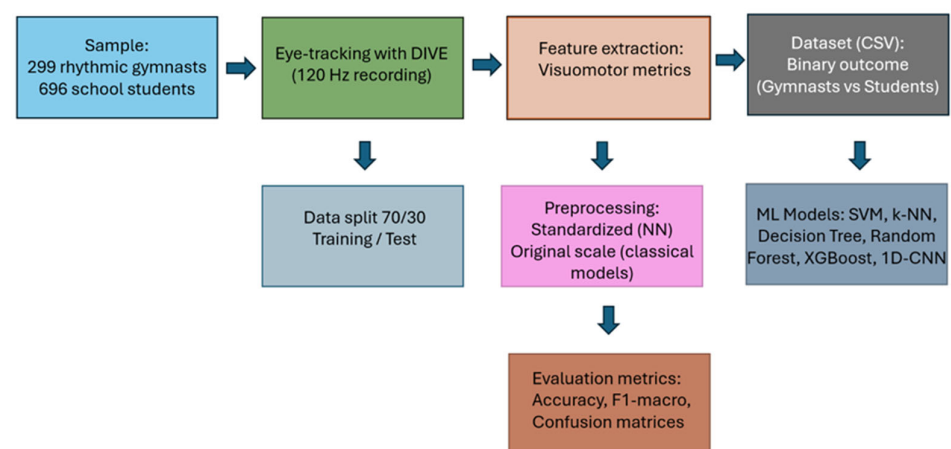 Sample:
299 rhythmic gymnasts
696 school students
Eye-tracking with DIVE
(120 Hz recording)
Feature extraction:
Visuomotor metrics
Dataset (CSV):
Binary outcome
(Gymnasts vs Students)
Data split 70/30
Training / Test
Preprocessing:
Standardized (NN)
Original scale (classical
models)
ML Models: SVM, k-NN,
Decision Tree, Random
Forest, XGBoost, 1D-CNN
Evaluation metrics:
Accuracy, F1-macro,
Confusion matrices